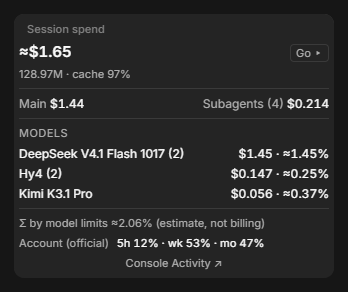 Session spend
≈$1.65
Go ▸
128.97M · cache 97%
Main $1.44 Subagents (4) $0.214
MODELS
DeepSeek V4.1 Flash 1017 (2) $1.45 · ≈1.45%
Hy4 (2) $0.147 · ≈0.25%
Kimi K3.1 Pro $0.056 · ≈0.37%
Σ by model limits ≈2.06% (estimate, not billing)
Account (official) 5h 12% · wk 53% · mo 47%
Console Activity ↗